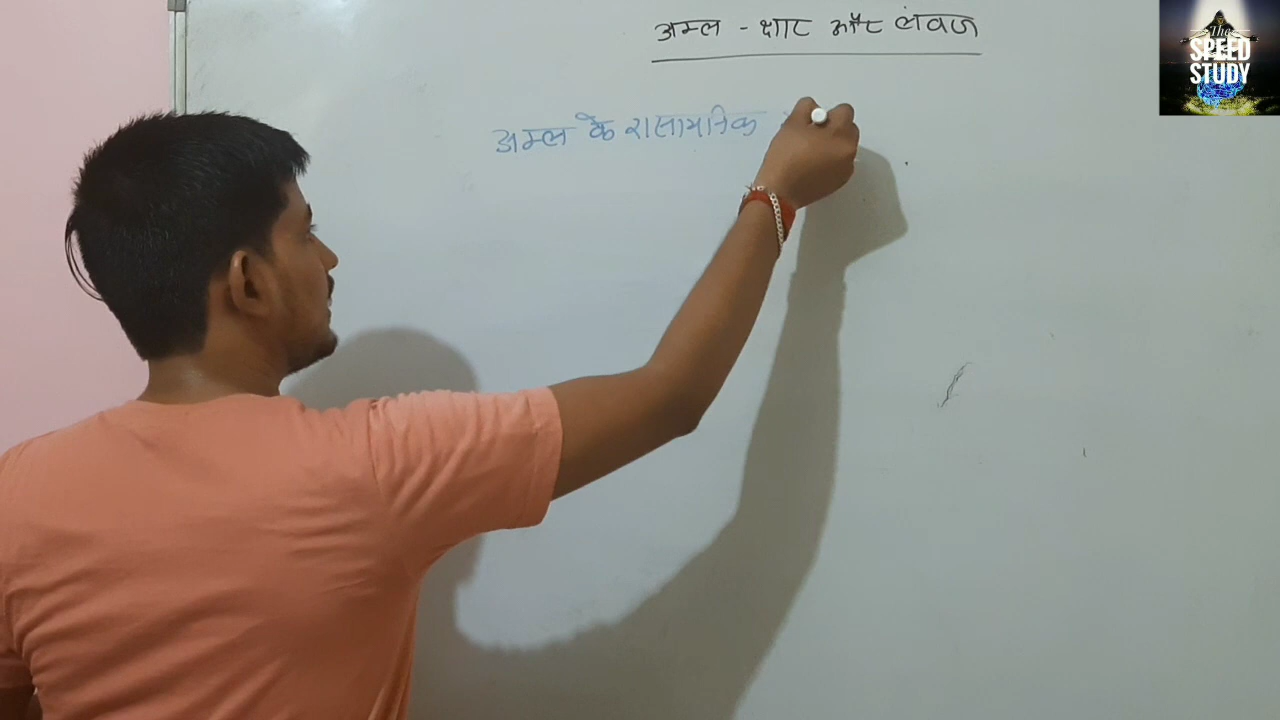 अम्ल - क्षार और लवण
The
SPEED
STUDY
अम्ल के रासायनिक